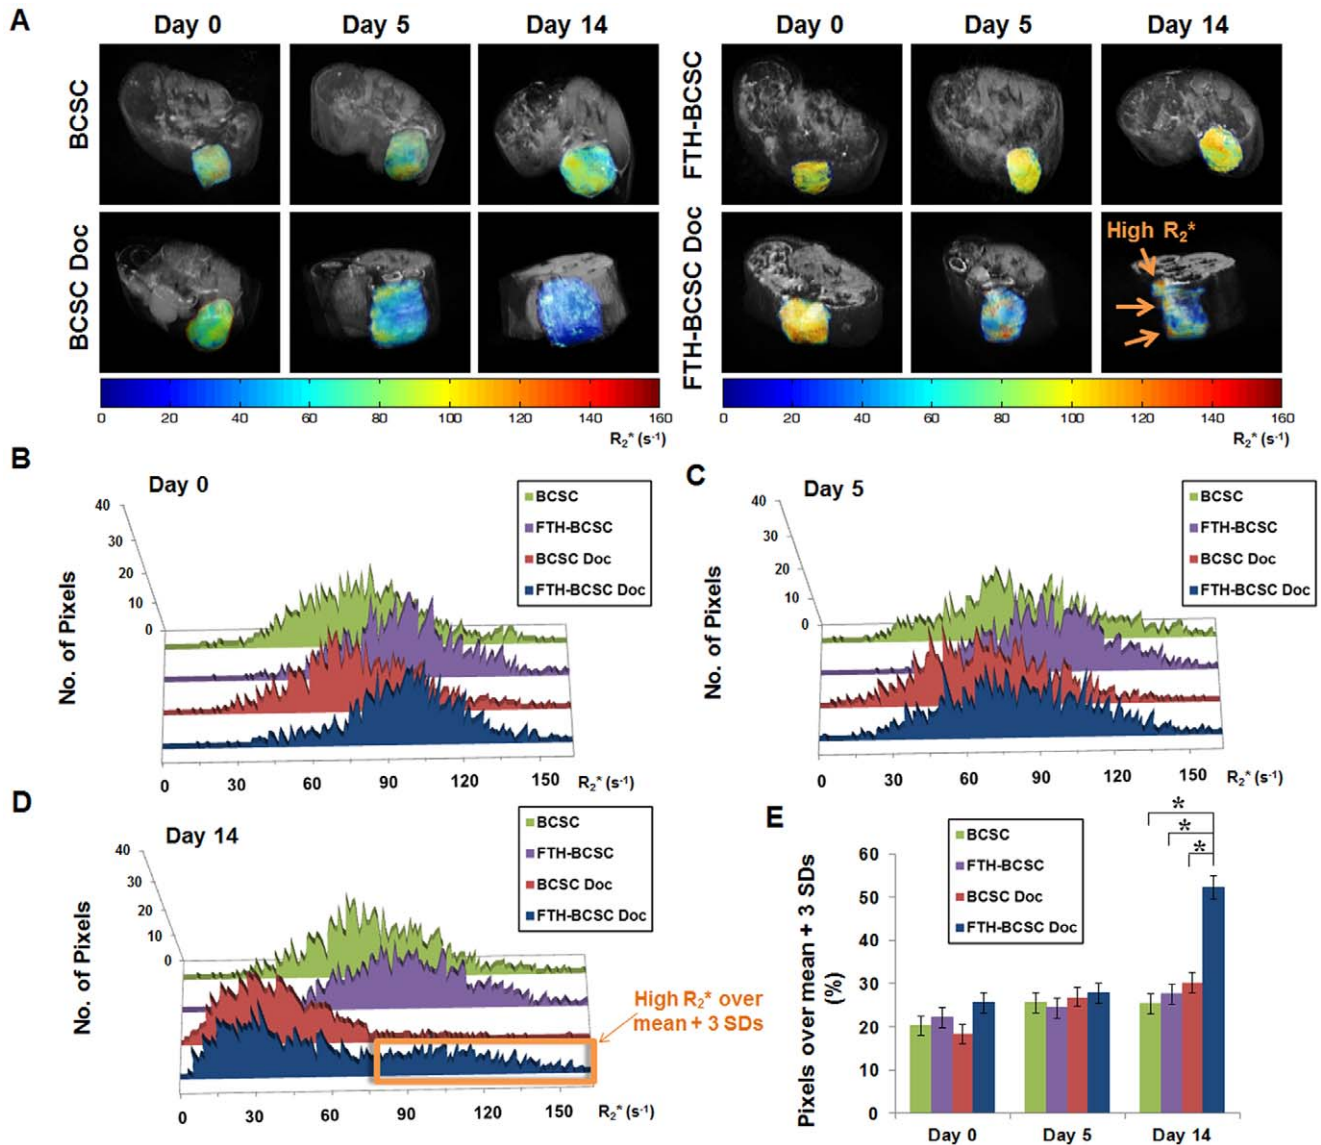 A
Day 0 Day 5 Day 14 Day 0 Day 5 Day 14
BCSC
FTH-BCSC
BCSC Doc
FTH-BCSC Doc
High R2*
0 20 40 60 80 100 120 140 160
R2* (s-1)
0 20 40 60 80 100 120 140 160
R2* (s-1)
B
Day 0
No. of Pixels
40
30
20
10
0
BCSC
FTH-BCSC
BCSC Doc
FTH-BCSC Doc
0 30 60 90 120 150 R2* (s-1)
C
Day 5
No. of Pixels
40
30
20
10
0
BCSC
FTH-BCSC
BCSC Doc
FTH-BCSC Doc
0 30 60 90 120 150 R2* (s-1)
D
Day 14
No. of Pixels
40
30
20
10
0
BCSC
FTH-BCSC
BCSC Doc
FTH-BCSC Doc
High R2* over
mean + 3 SDs
0 30 60 90 120 150 R2* (s-1)
E
Pixels over mean + 3 SDs
(%)
60
50
40
30
20
10
0
BCSC
FTH-BCSC
BCSC Doc
FTH-BCSC Doc
*
*
*
Day 0 Day 5 Day 14